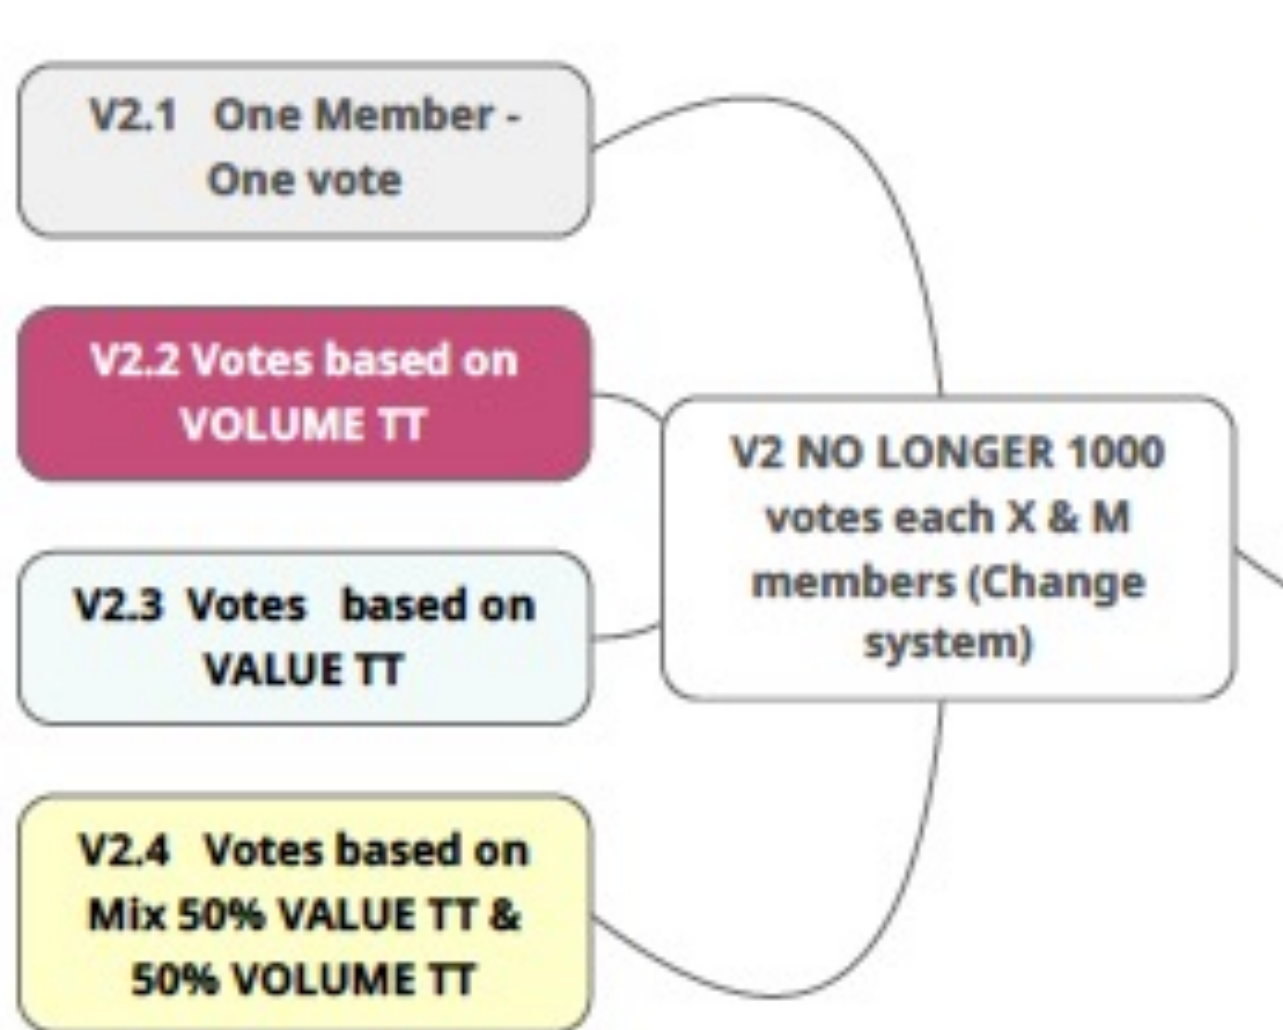 V2.1 One Member -
One vote
V2.2 Votes based on
VOLUME TT
V2.3 Votes based on
VALUE TT
V2.4 Votes based on
Mix 50% VALUE TT &
50% VOLUME TT
V2 NO LONGER 1000
votes each X & M
members (Change
system)